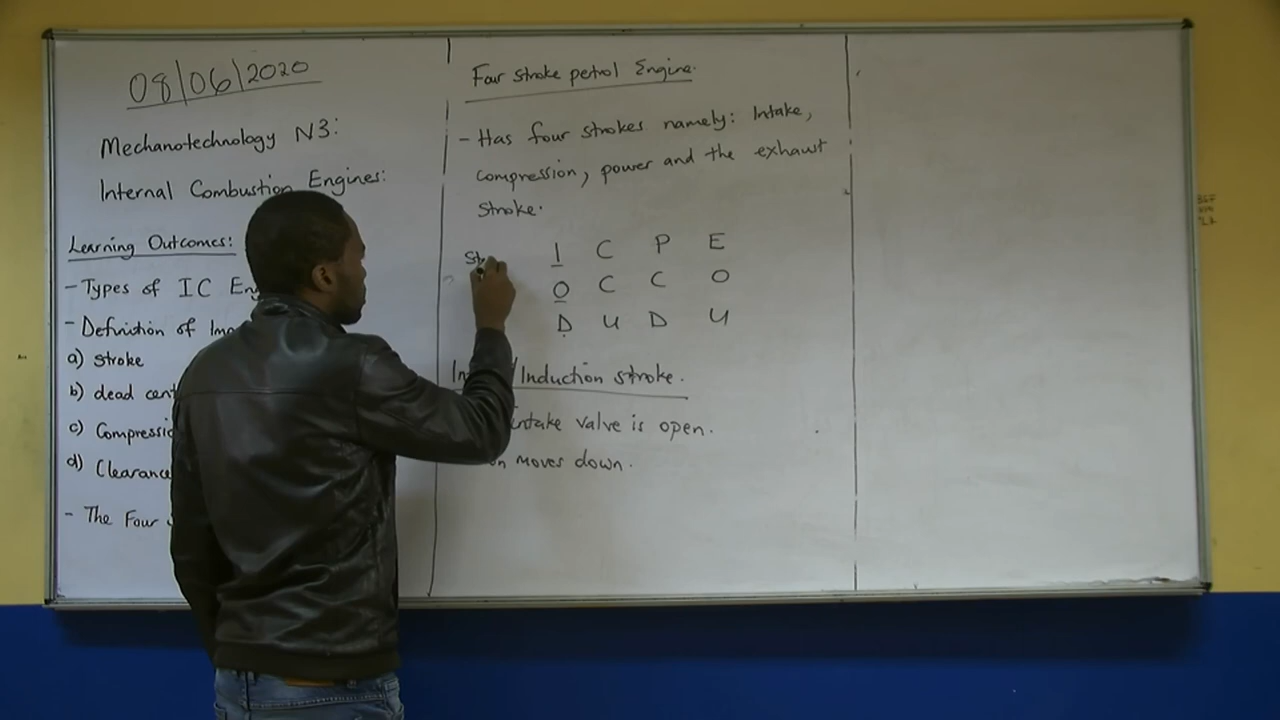 08/06/2020
Mechanotechnology N3:
Internal Combustion Engines:
Learning Outcomes:
- Types of IC
- Definition of
a) stroke
b) dead
c)
d) Clearance
- The Four
Four stroke petrol Engine.
- Has four strokes namely: Intake,
compression, power and the exhaust
stroke.
I C P E
O C C O
D U D U
/Induction stroke.
intake valve is open.
moves down.